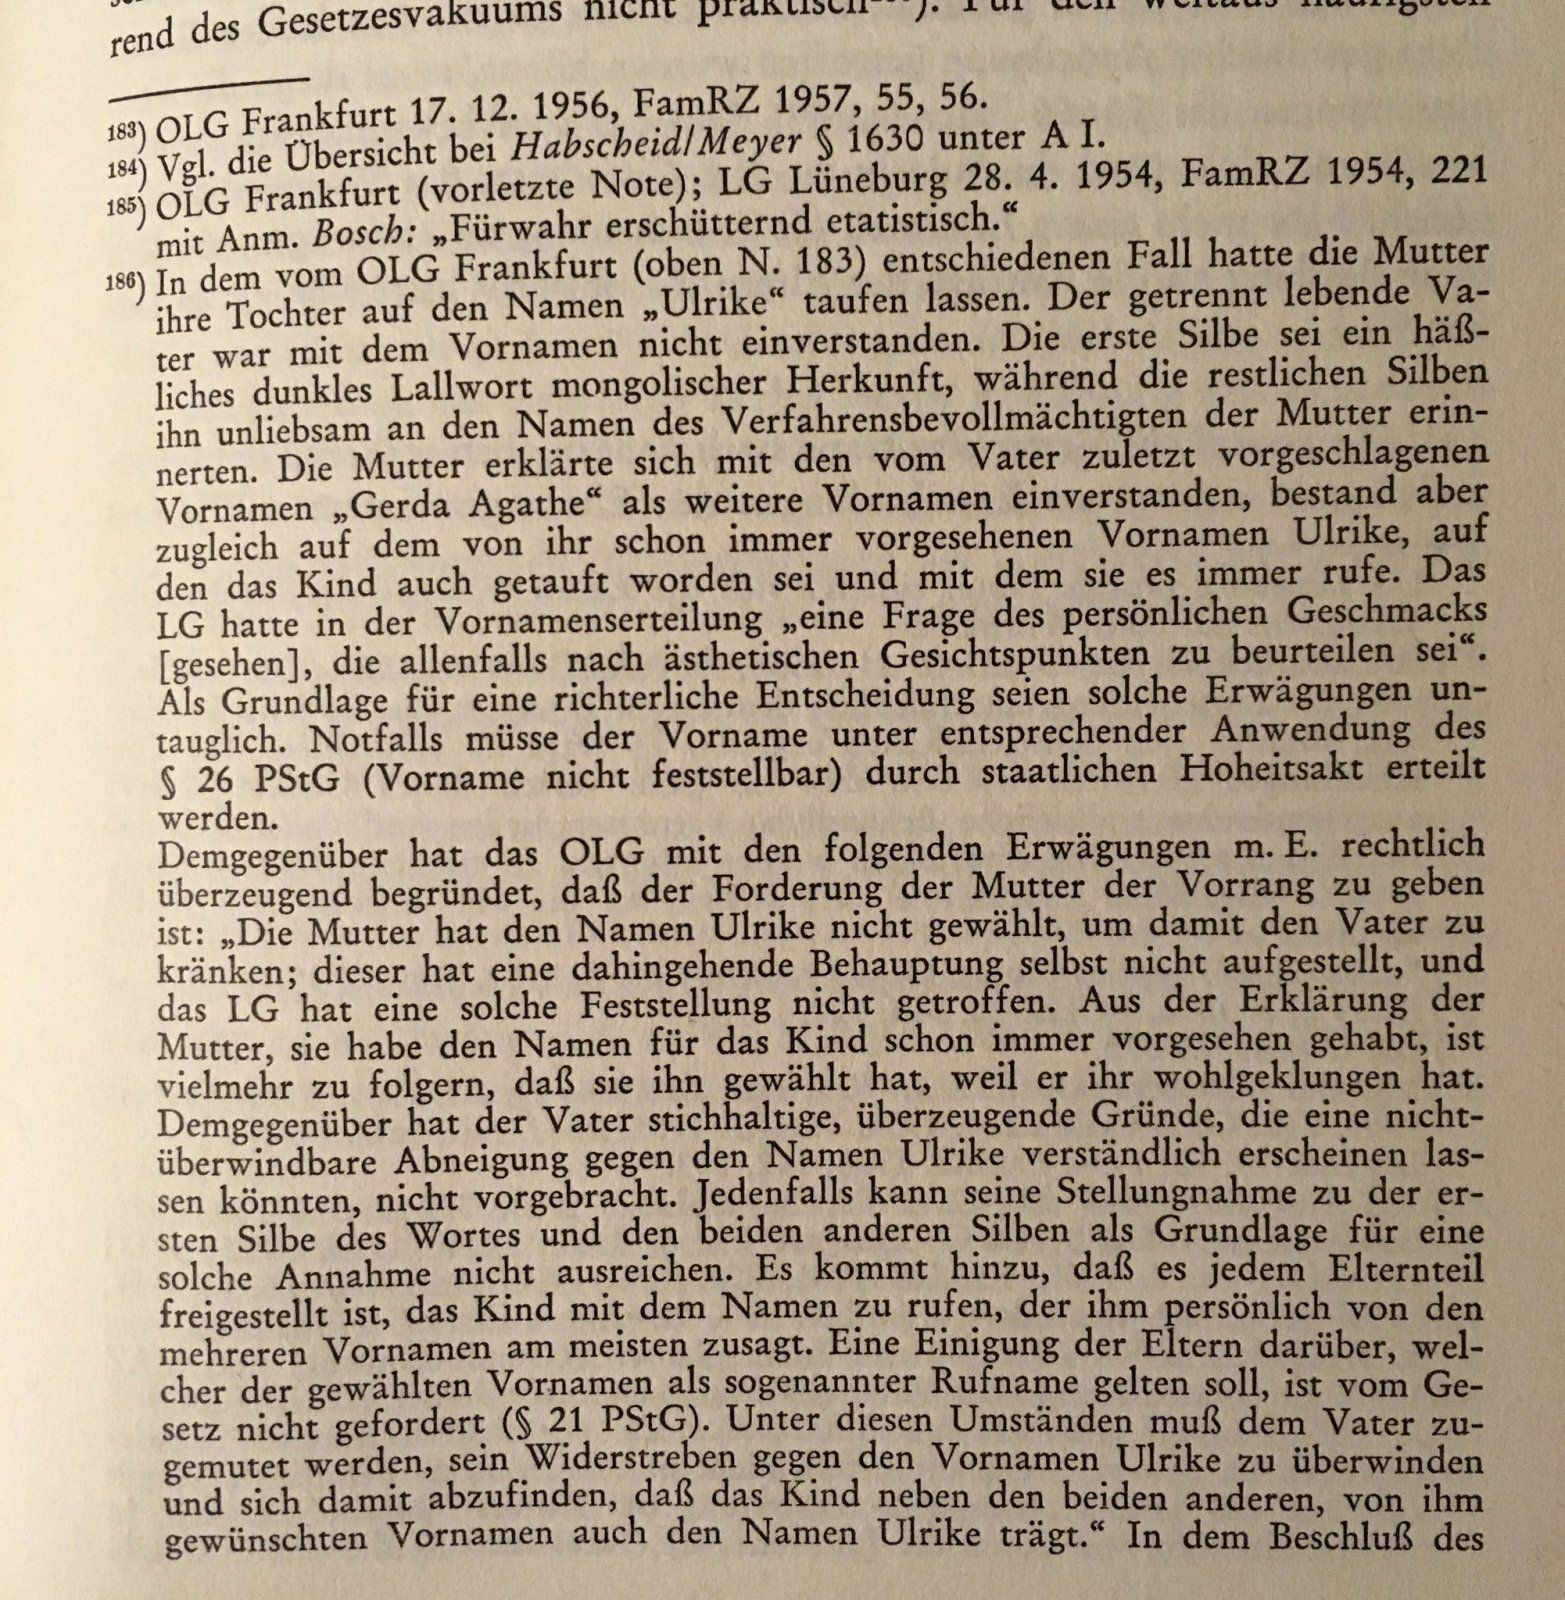 rend des Gesetzesvakuums nicht praktisch). Für den weitaus häufigsten
183) OLG Frankfurt 17. 12. 1956, FamRZ 1957, 55, 56.
184) Vgl. die Übersicht bei Habscheid/Meyer § 1630 unter A I.
185) OLG Frankfurt (vorletzte Note); LG Lüneburg 28. 4. 1954, FamRZ 1954, 221
mit Anm. Bosch: „Fürwahr erschütternd etatistisch.“
186) In dem vom OLG Frankfurt (oben N. 183) entschiedenen Fall hatte die Mutter
ihre Tochter auf den Namen „Ulrike“ taufen lassen. Der getrennt lebende Va-
ter war mit dem Vornamen nicht einverstanden. Die erste Silbe sei ein häß-
liches dunkles Lallwort mongolischer Herkunft, während die restlichen Silben
ihn unliebsam an den Namen des Verfahrensbevollmächtigten der Mutter erin-
nerten. Die Mutter erklärte sich mit den vom Vater zuletzt vorgeschlagenen
Vornamen „Gerda Agathe“ als weitere Vornamen einverstanden, bestand aber
zugleich auf dem von ihr schon immer vorgesehenen Vornamen Ulrike, auf
den das Kind auch getauft worden sei und mit dem sie es immer rufe. Das
LG hatte in der Vornamenserteilung „eine Frage des persönlichen Geschmacks
[gesehen], die allenfalls nach ästhetischen Gesichtspunkten zu beurteilen sei“.
Als Grundlage für eine richterliche Entscheidung seien solche Erwägungen un-
tauglich. Notfalls müsse der Vorname unter entsprechender Anwendung des
§ 26 PStG (Vorname nicht feststellbar) durch staatlichen Hoheitsakt erteilt
werden.
Demgegenüber hat das OLG mit den folgenden Erwägungen m. E. rechtlich
überzeugend begründet, daß der Forderung der Mutter der Vorrang zu geben
ist: „Die Mutter hat den Namen Ulrike nicht gewählt, um damit den Vater zu
kränken; dieser hat eine dahingehende Behauptung selbst nicht aufgestellt, und
das LG hat eine solche Feststellung nicht getroffen. Aus der Erklärung der
Mutter, sie habe den Namen für das Kind schon immer vorgesehen gehabt, ist
vielmehr zu folgern, daß sie ihn gewählt hat, weil er ihr wohlgeklungen hat.
Demgegenüber hat der Vater stichhaltige, überzeugende Gründe, die eine nicht-
überwindbare Abneigung gegen den Namen Ulrike verständlich erscheinen las-
sen könnten, nicht vorgebracht. Jedenfalls kann seine Stellungnahme zu der er-
sten Silbe des Wortes und den beiden anderen Silben als Grundlage für eine
solche Annahme nicht ausreichen. Es kommt hinzu, daß es jedem Elternteil
freigestellt ist, das Kind mit dem Namen zu rufen, der ihm persönlich von den
mehreren Vornamen am meisten zusagt. Eine Einigung der Eltern darüber, wel-
cher der gewählten Vornamen als sogenannter Rufname gelten soll, ist vom Ge-
setz nicht gefordert (§ 21 PStG). Unter diesen Umständen muß dem Vater zu-
gemutet werden, sein Widerstreben gegen den Vornamen Ulrike zu überwinden
und sich damit abzufinden, daß das Kind neben den beiden anderen, von ihm
gewünschten Vornamen auch den Namen Ulrike trägt.“ In dem Beschluß des